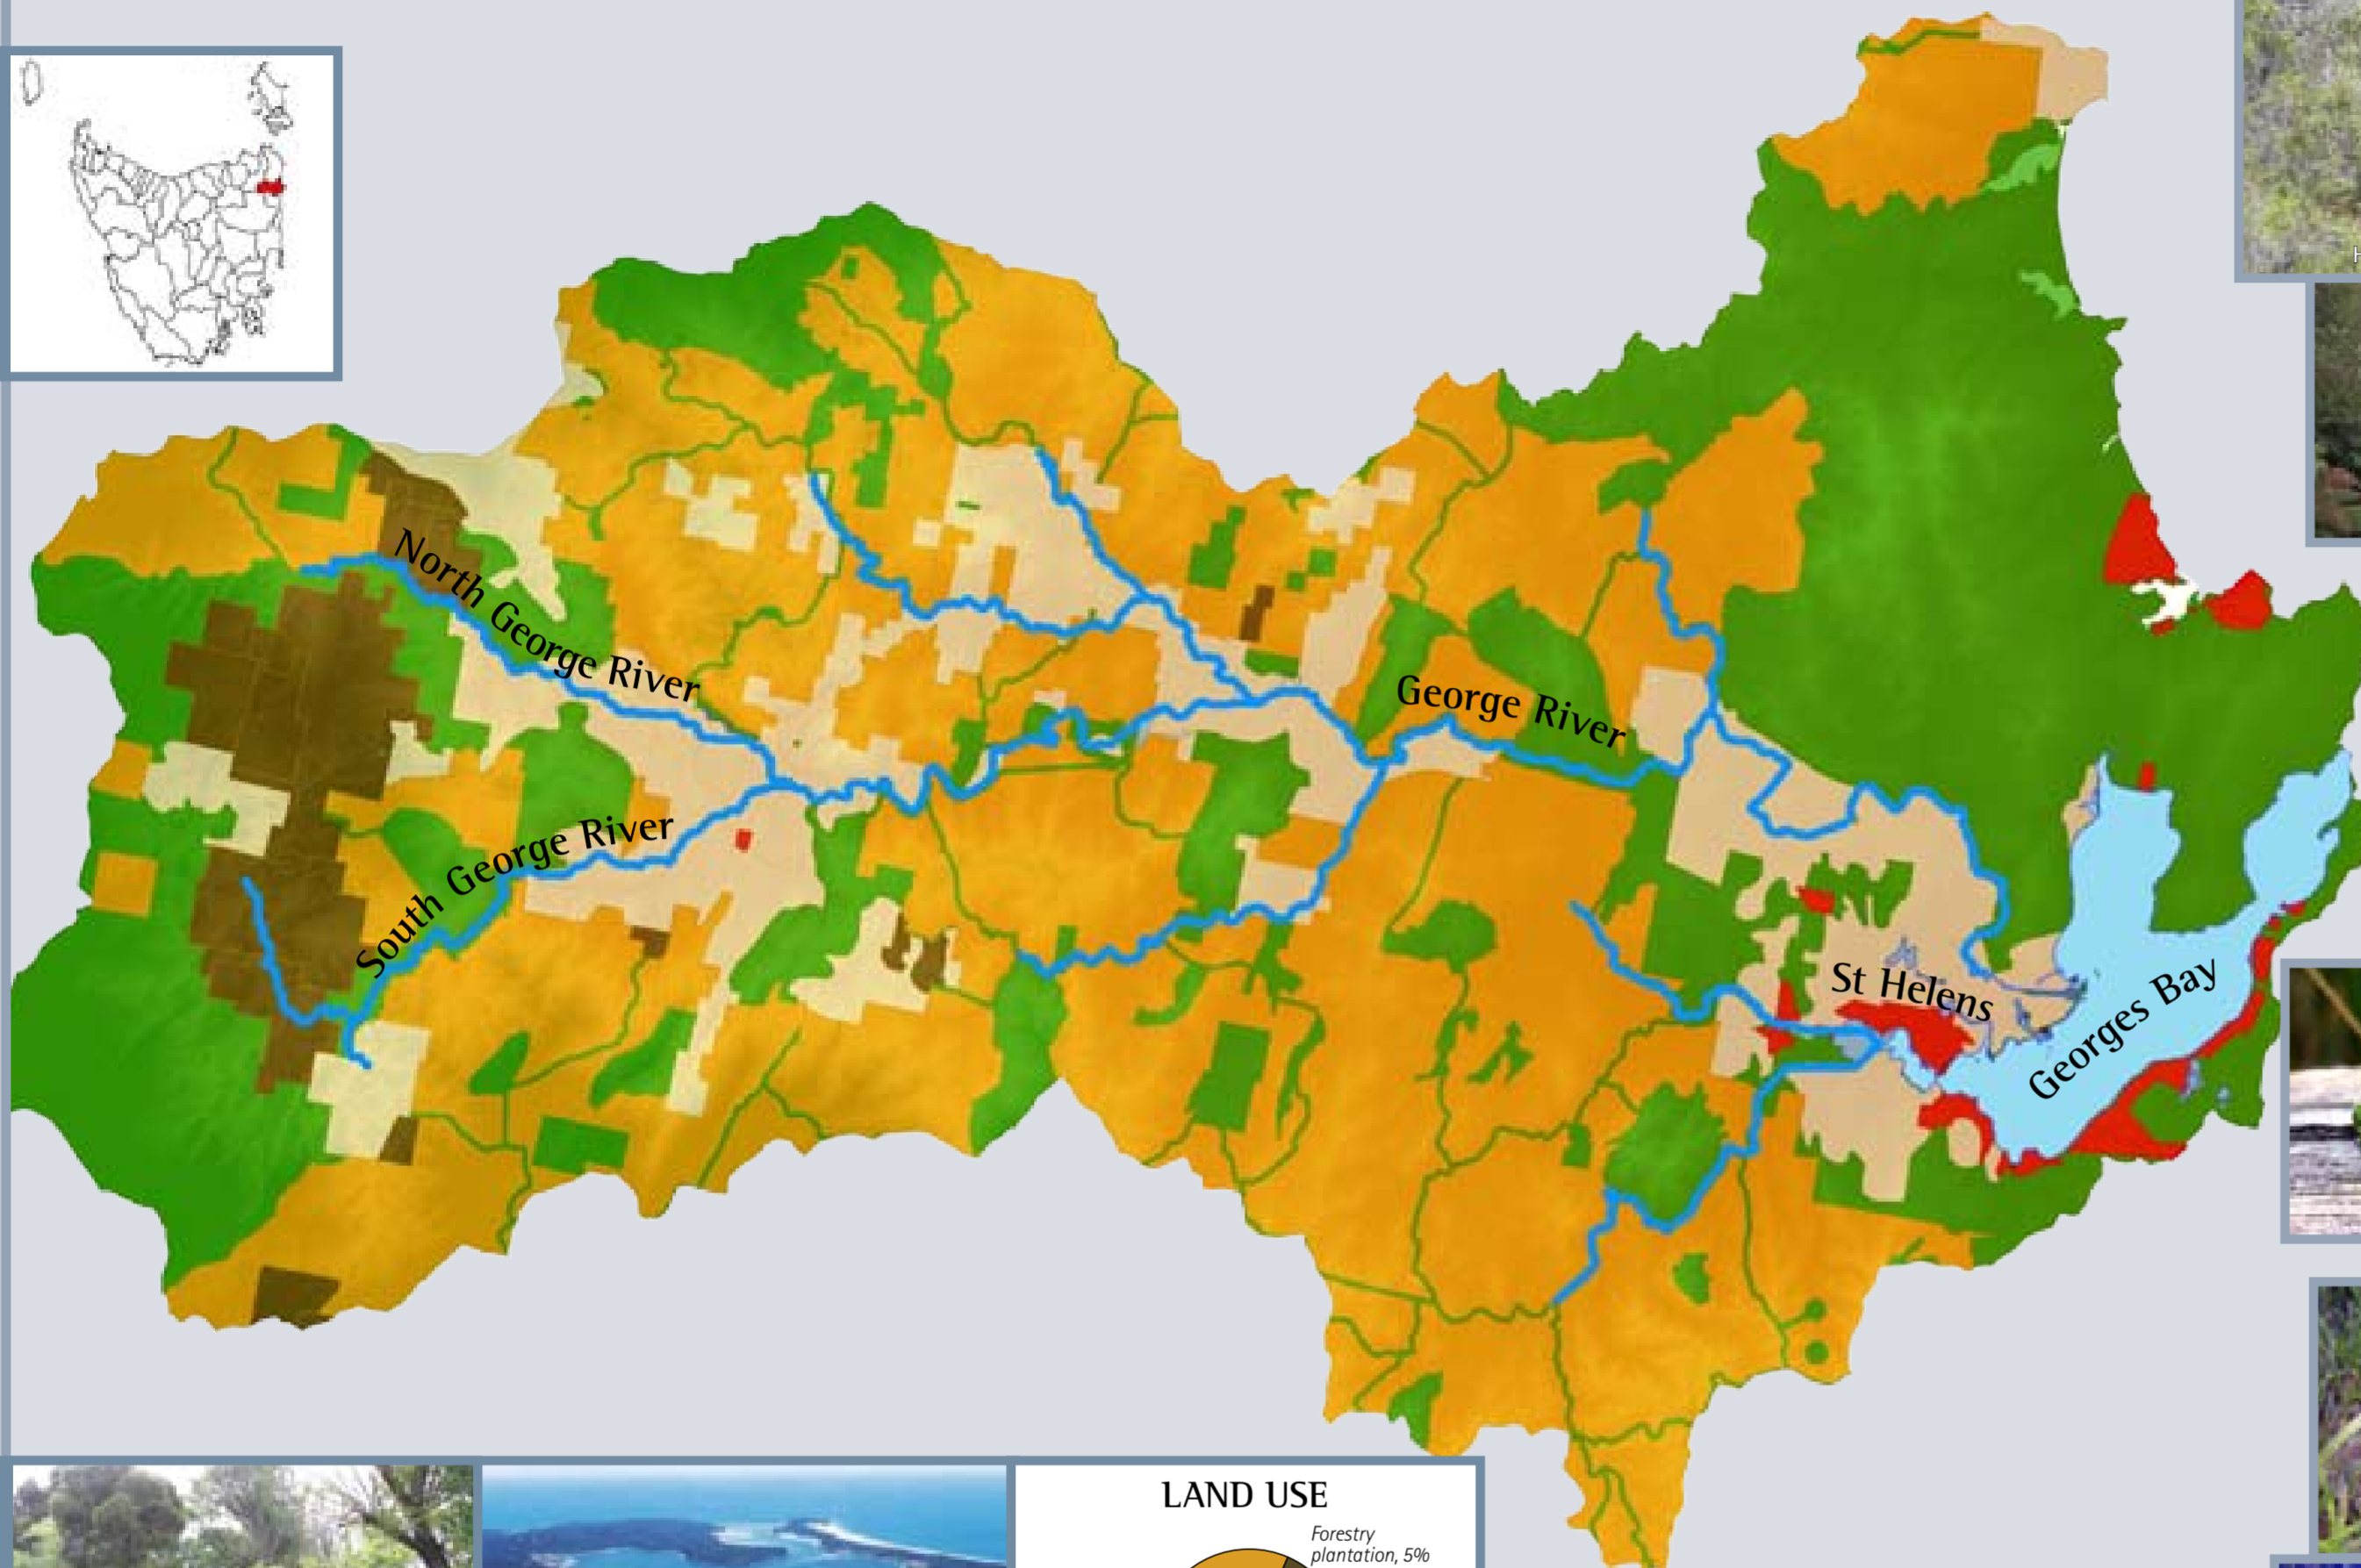 North George River
George River
South George River
St Helens
Georges Bay
LAND USE
Forestry
plantation, 5%